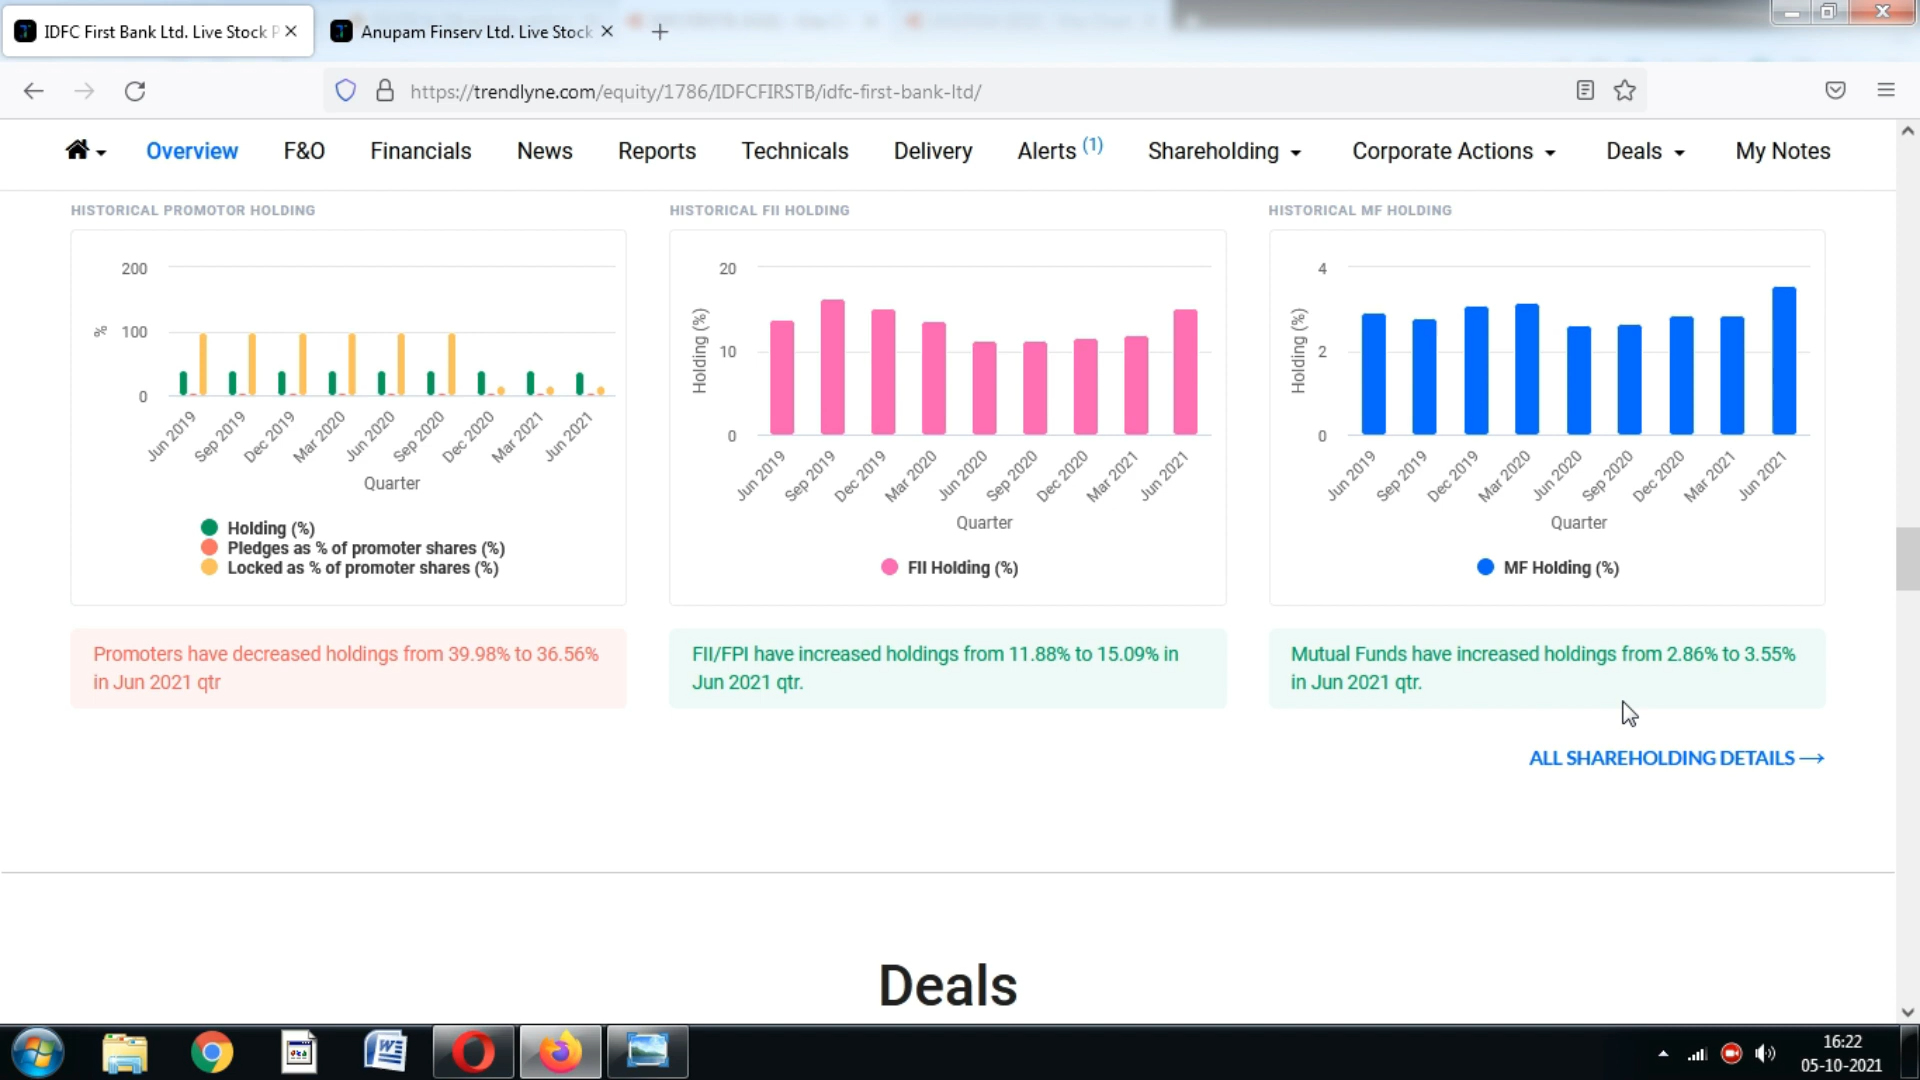 IDFC First Bank Ltd. Live Stock P
Anupam Finserv Ltd. Live Stock
https://trendlyne.com/equity/1786/IDFCFIRSTB/idfc-first-bank-ltd/
Overview F&O Financials News Reports Technicals Delivery Alerts (1) Shareholding Corporate Actions Deals My Notes
HISTORICAL PROMOTOR HOLDING
200
100
0
%
Jun 2019 Sep 2019 Dec 2019 Mar 2020 Jun 2020 Sep 2020 Dec 2020 Mar 2021 Jun 2021
Quarter
Holding (%)
Pledges as % of promoter shares (%)
Locked as % of promoter shares (%)
Promoters have decreased holdings from 39.98% to 36.56%
in Jun 2021 qtr
HISTORICAL FII HOLDING
20
10
0
Holding (%)
Jun 2019 Sep 2019 Dec 2019 Mar 2020 Jun 2020 Sep 2020 Dec 2020 Mar 2021 Jun 2021
Quarter
FII Holding (%)
FII/FPI have increased holdings from 11.88% to 15.09% in
Jun 2021 qtr.
HISTORICAL MF HOLDING
4
2
0
Holding (%)
Jun 2019 Sep 2019 Dec 2019 Mar 2020 Jun 2020 Sep 2020 Dec 2020 Mar 2021 Jun 2021
Quarter
MF Holding (%)
Mutual Funds have increased holdings from 2.86% to 3.55%
in Jun 2021 qtr.
ALL SHAREHOLDING DETAILS
Deals
16:22
05-10-2021